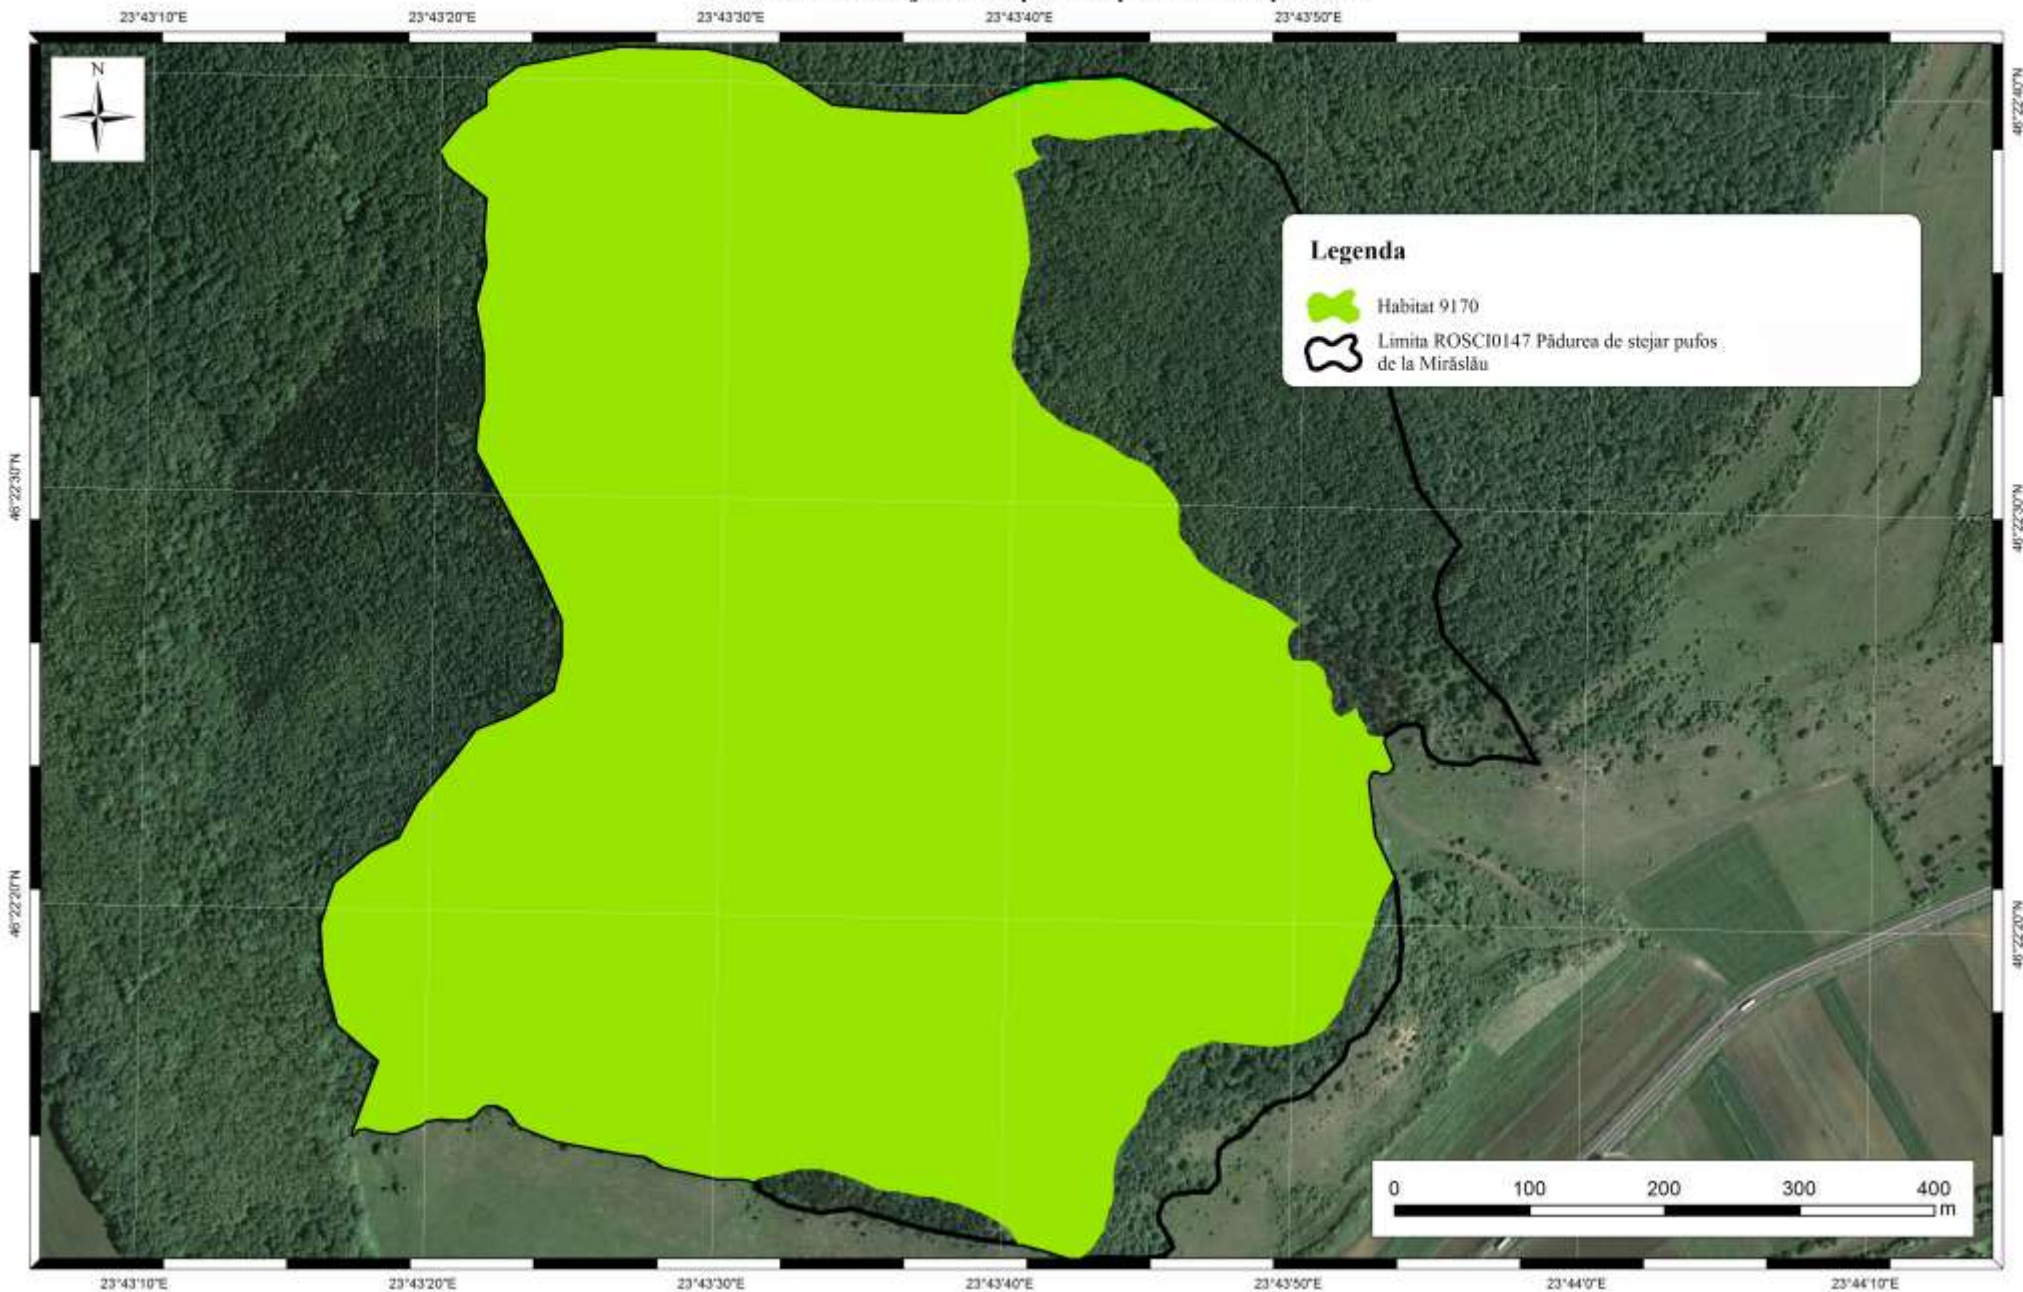 23°43'10"E 23°43'20"E 23°43'30"E 23°43'40"E 23°43'50"E
N
46°22'40"N
Legenda
Habitat 9170
Limita ROSCI0147 Pădurea de stejar pufos
de la Mirăslău
46°22'30"N
46°22'30"N
46°22'20"N
46°22'20"N
0 100 200 300 400
m
23°43'10"E 23°43'20"E 23°43'30"E 23°43'40"E 23°43'50"E 23°44'0"E 23°44'10"E